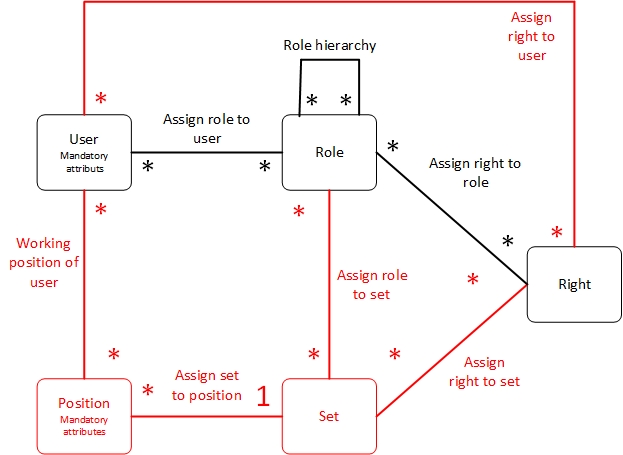 Assign
right to
user
Role hierarchy
*
*
*
Assign role to
user
User
Mandatory
attributs
Role
*
*
*
Assign right to
role
*
*
*
*
Working
position of
user
Assign role
to set
*
Right
*
*
*
Assign
right to set
Assign set
to position
*
1
Position
Mandatory
attributes
Set